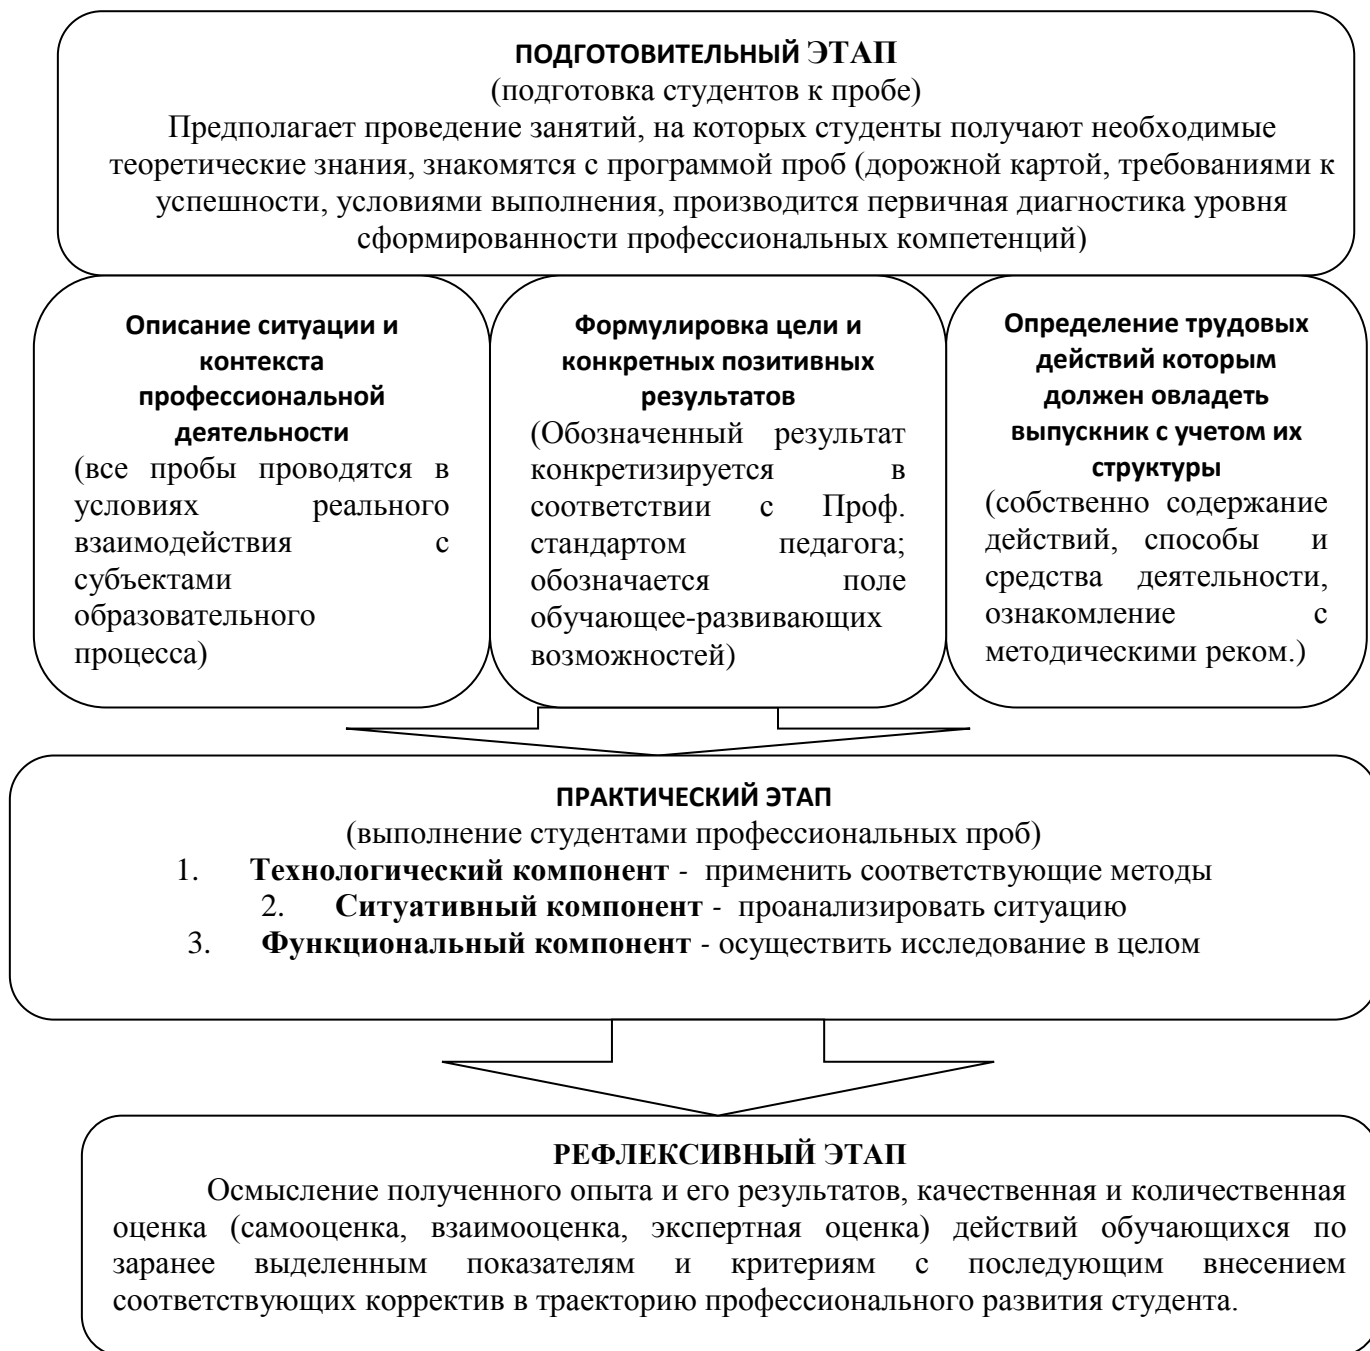 ПОДГОТОВИТЕЛЬНЫЙ ЭТАП
(подготовка студентов к пробе)
Предполагает проведение занятий, на которых студенты получают необходимые
теоретические знания, знакомятся с программой проб (дорожной картой, требованиями к
успешности, условиями выполнения, производится первичная диагностика уровня
сформированности профессиональных компетенций)
Описание ситуации и
контекста
профессиональной
деятельности
(все пробы проводятся в
условиях реального
взаимодействия с
субъектами
образовательного
процесса)
Формулировка цели и
конкретных позитивных
результатов
(Обозначенный результат
конкретизируется в
соответствии с Проф.
стандартом педагога;
обозначается поле
обучающее-развивающих
возможностей)
Определение трудовых
действий которым
должен овладеть
выпускник с учетом их
структуры
(собственно содержание
действий, способы и
средства деятельности,
ознакомление с
методическими реком.)
ПРАКТИЧЕСКИЙ ЭТАП
(выполнение студентами профессиональных проб)
1. Технологический компонент - применить соответствующие методы
2. Ситуативный компонент - проанализировать ситуацию
3. Функциональный компонент - осуществить исследование в целом
РЕФЛЕКСИВНЫЙ ЭТАП
Осмысление полученного опыта и его результатов, качественная и количественная
оценка (самооценка, взаимооценка, экспертная оценка) действий обучающихся по
заранее выделенным показателям и критериям с последующим внесением
соответствующих корректив в траекторию профессионального развития студента.